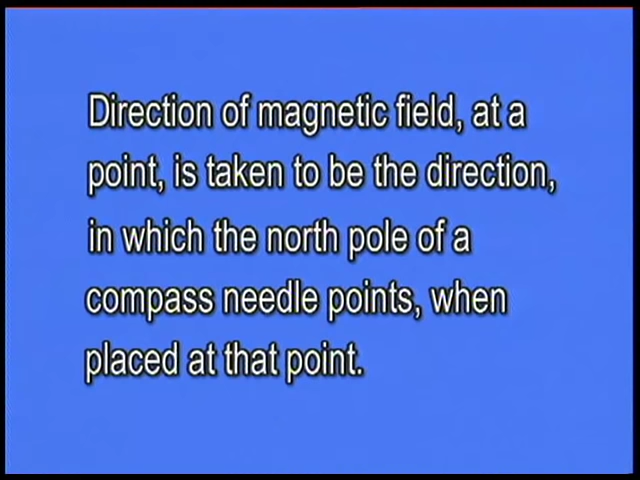 Direction of magnetic field, at a
point, is taken to be the direction,
in which the north pole of a
compass needle points, when
placed at that point.